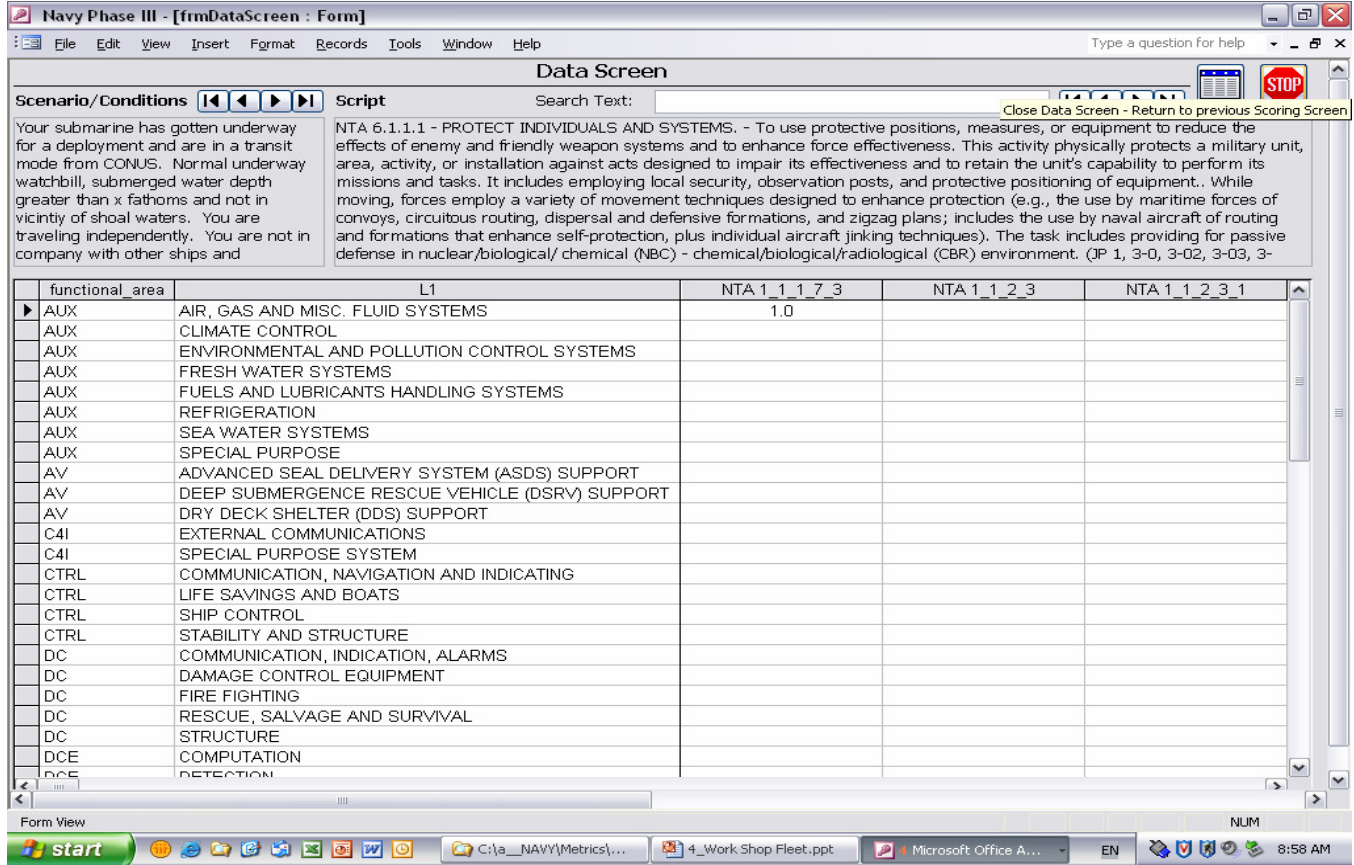 Navy Phase III - [frmDataScreen : Form]
File Edit View Insert Format Records Tools Window Help Type a question for help
Data Screen
Scenario/Conditions Script Search Text: STOP
Close Data Screen - Return to previous Scoring Screen
Your submarine has gotten underway
for a deployment and are in a transit
mode from CONUS. Normal underway
watchbill, submerged water depth
greater than x fathoms and not in
vicintiy of shoal waters. You are
traveling independently. You are not in
company with other ships and
NTA 6.1.1.1 - PROTECT INDIVIDUALS AND SYSTEMS. - To use protective positions, measures, or equipment to reduce the
effects of enemy and friendly weapon systems and to enhance force effectiveness. This activity physically protects a military unit,
area, activity, or installation against acts designed to impair its effectiveness and to retain the unit's capability to perform its
missions and tasks. It includes employing local security, observation posts, and protective positioning of equipment.. While
moving, forces employ a variety of movement techniques designed to enhance protection (e.g., the use by maritime forces of
convoys, circuitous routing, dispersal and defensive formations, and zigzag plans; includes the use by naval aircraft of routing
and formations that enhance self-protection, plus individual aircraft jinking techniques). The task includes providing for passive
defense in nuclear/biological/ chemical (NBC) - chemical/biological/radiological (CBR) environment. (JP 1, 3-0, 3-02, 3-03, 3-
functional_area L1 NTA 1_1_1_7_3 NTA 1_1_2_3 NTA 1_1_2_3_1
AUX AIR, GAS AND MISC. FLUID SYSTEMS 1.0
AUX CLIMATE CONTROL
AUX ENVIRONMENTAL AND POLLUTION CONTROL SYSTEMS
AUX FRESH WATER SYSTEMS
AUX FUELS AND LUBRICANTS HANDLING SYSTEMS
AUX REFRIGERATION
AUX SEA WATER SYSTEMS
AUX SPECIAL PURPOSE
AV ADVANCED SEAL DELIVERY SYSTEM (ASDS) SUPPORT
AV DEEP SUBMERGENCE RESCUE VEHICLE (DSRV) SUPPORT
AV DRY DECK SHELTER (DDS) SUPPORT
C4I EXTERNAL COMMUNICATIONS
C4I SPECIAL PURPOSE SYSTEM
CTRL COMMUNICATION, NAVIGATION AND INDICATING
CTRL LIFE SAVINGS AND BOATS
CTRL SHIP CONTROL
CTRL STABILITY AND STRUCTURE
DC COMMUNICATION, INDICATION, ALARMS
DC DAMAGE CONTROL EQUIPMENT
DC FIRE FIGHTING
DC RESCUE, SALVAGE AND SURVIVAL
DC STRUCTURE
DCE COMPUTATION
DCE DETECTION
Form View NUM
start C:\a__NAVY\Metrics\... 4_Work Shop Fleet.ppt 4 Microsoft Office A... EN 8:58 AM